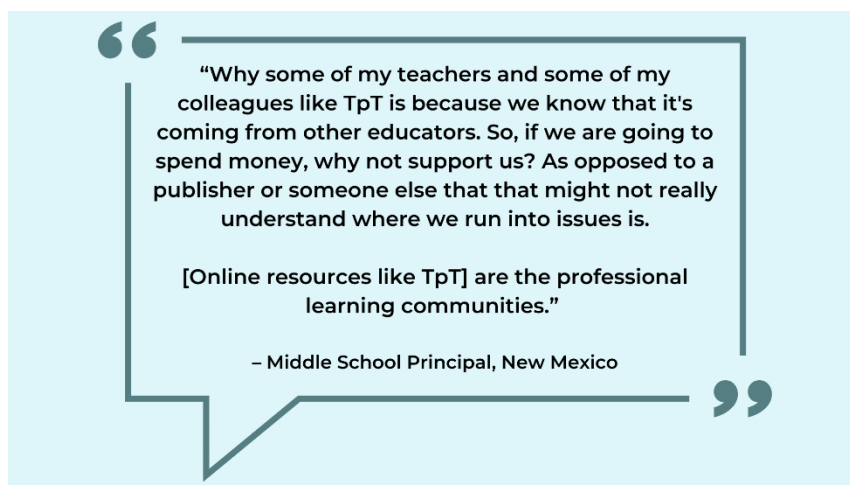 “Why some of my teachers and some of my
colleagues like TpT is because we know that it's
coming from other educators. So, if we are going to
spend money, why not support us? As opposed to a
publisher or someone else that that might not really
understand where we run into issues is.
[Online resources like TpT] are the professional
learning communities.”
– Middle School Principal, New Mexico